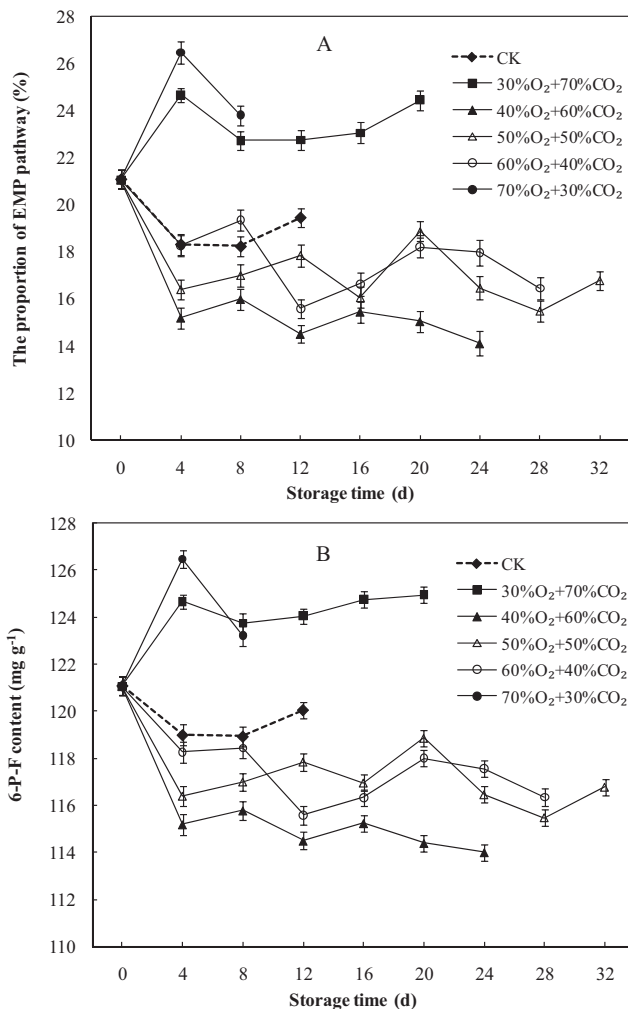 28
26
24
22
20
18
16
14
12
10
The proportion of EMP pathway (%)
A
CK
30%O₂+70%CO₂
40%O₂+60%CO₂
50%O₂+50%CO₂
60%O₂+40%CO₂
70%O₂+30%CO₂
0 4 8 12 16 20 24 28 32
Storage time (d)
128
126
124
122
120
118
116
114
112
110
6-P-F content (mg g⁻¹)
B
CK
30%O₂+70%CO₂
40%O₂+60%CO₂
50%O₂+50%CO₂
60%O₂+40%CO₂
70%O₂+30%CO₂
0 4 8 12 16 20 24 28 32
Storage time (d)